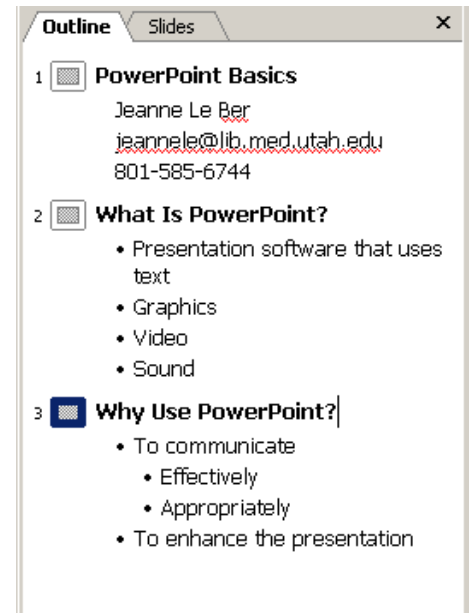 Outline Slides ×
1 PowerPoint Basics
Jeanne Le Ber
jeannele@lib.med.utah.edu
801-585-6744
2 What Is PowerPoint?
• Presentation software that uses
text
• Graphics
• Video
• Sound
3 Why Use PowerPoint?
• To communicate
• Effectively
• Appropriately
• To enhance the presentation